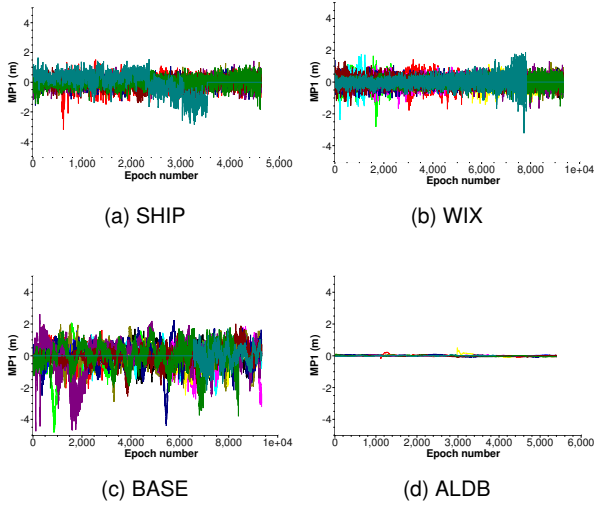 4
2
0
-2
-4
MP1 (m)
0 1,000 2,000 3,000 4,000 5,000
Epoch number
(a) SHIP
4
2
0
-2
-4
MP1 (m)
0 2,000 4,000 6,000 8,000 1e+04
Epoch number
(b) WIX
4
2
0
-2
-4
MP1 (m)
0 2,000 4,000 6,000 8,000 1e+04
Epoch number
(c) BASE
4
2
0
-2
-4
MP1 (m)
0 1,000 2,000 3,000 4,000 5,000 6,000
Epoch number
(d) ALDB